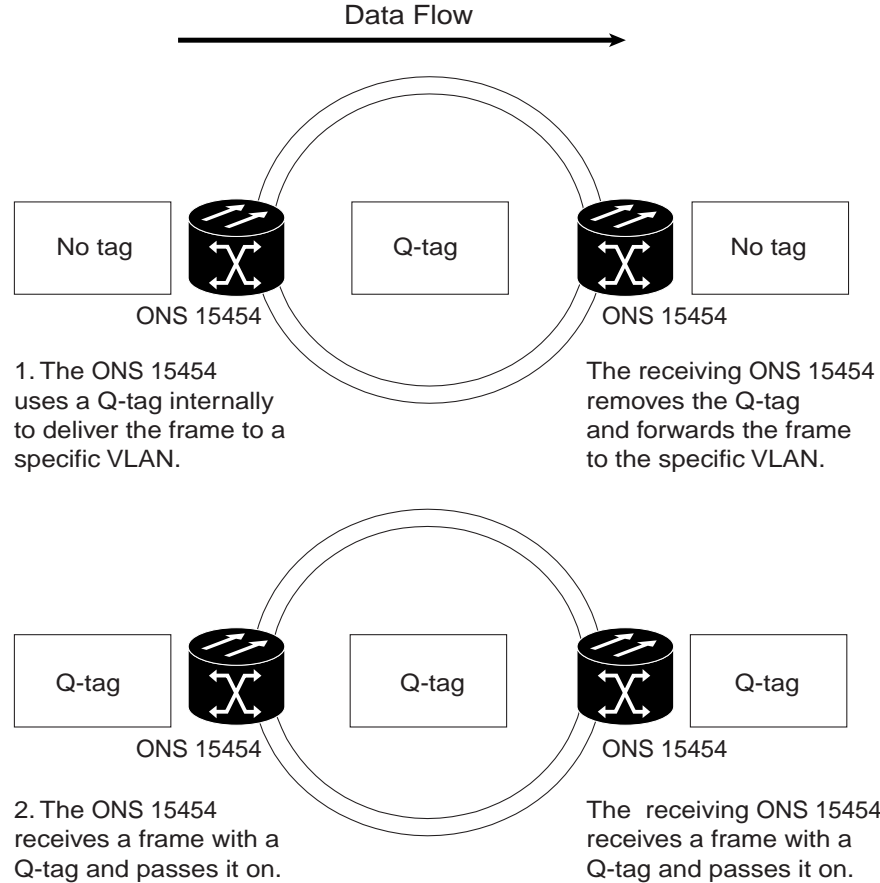 Data Flow
No tag
Q-tag
No tag
ONS 15454
ONS 15454
1. The ONS 15454
uses a Q-tag internally
to deliver the frame to a
specific VLAN.
The receiving ONS 15454
removes the Q-tag
and forwards the frame
to the specific VLAN.
Q-tag
Q-tag
Q-tag
ONS 15454
ONS 15454
2. The ONS 15454
receives a frame with a
Q-tag and passes it on.
The receiving ONS 15454
receives a frame with a
Q-tag and passes it on.